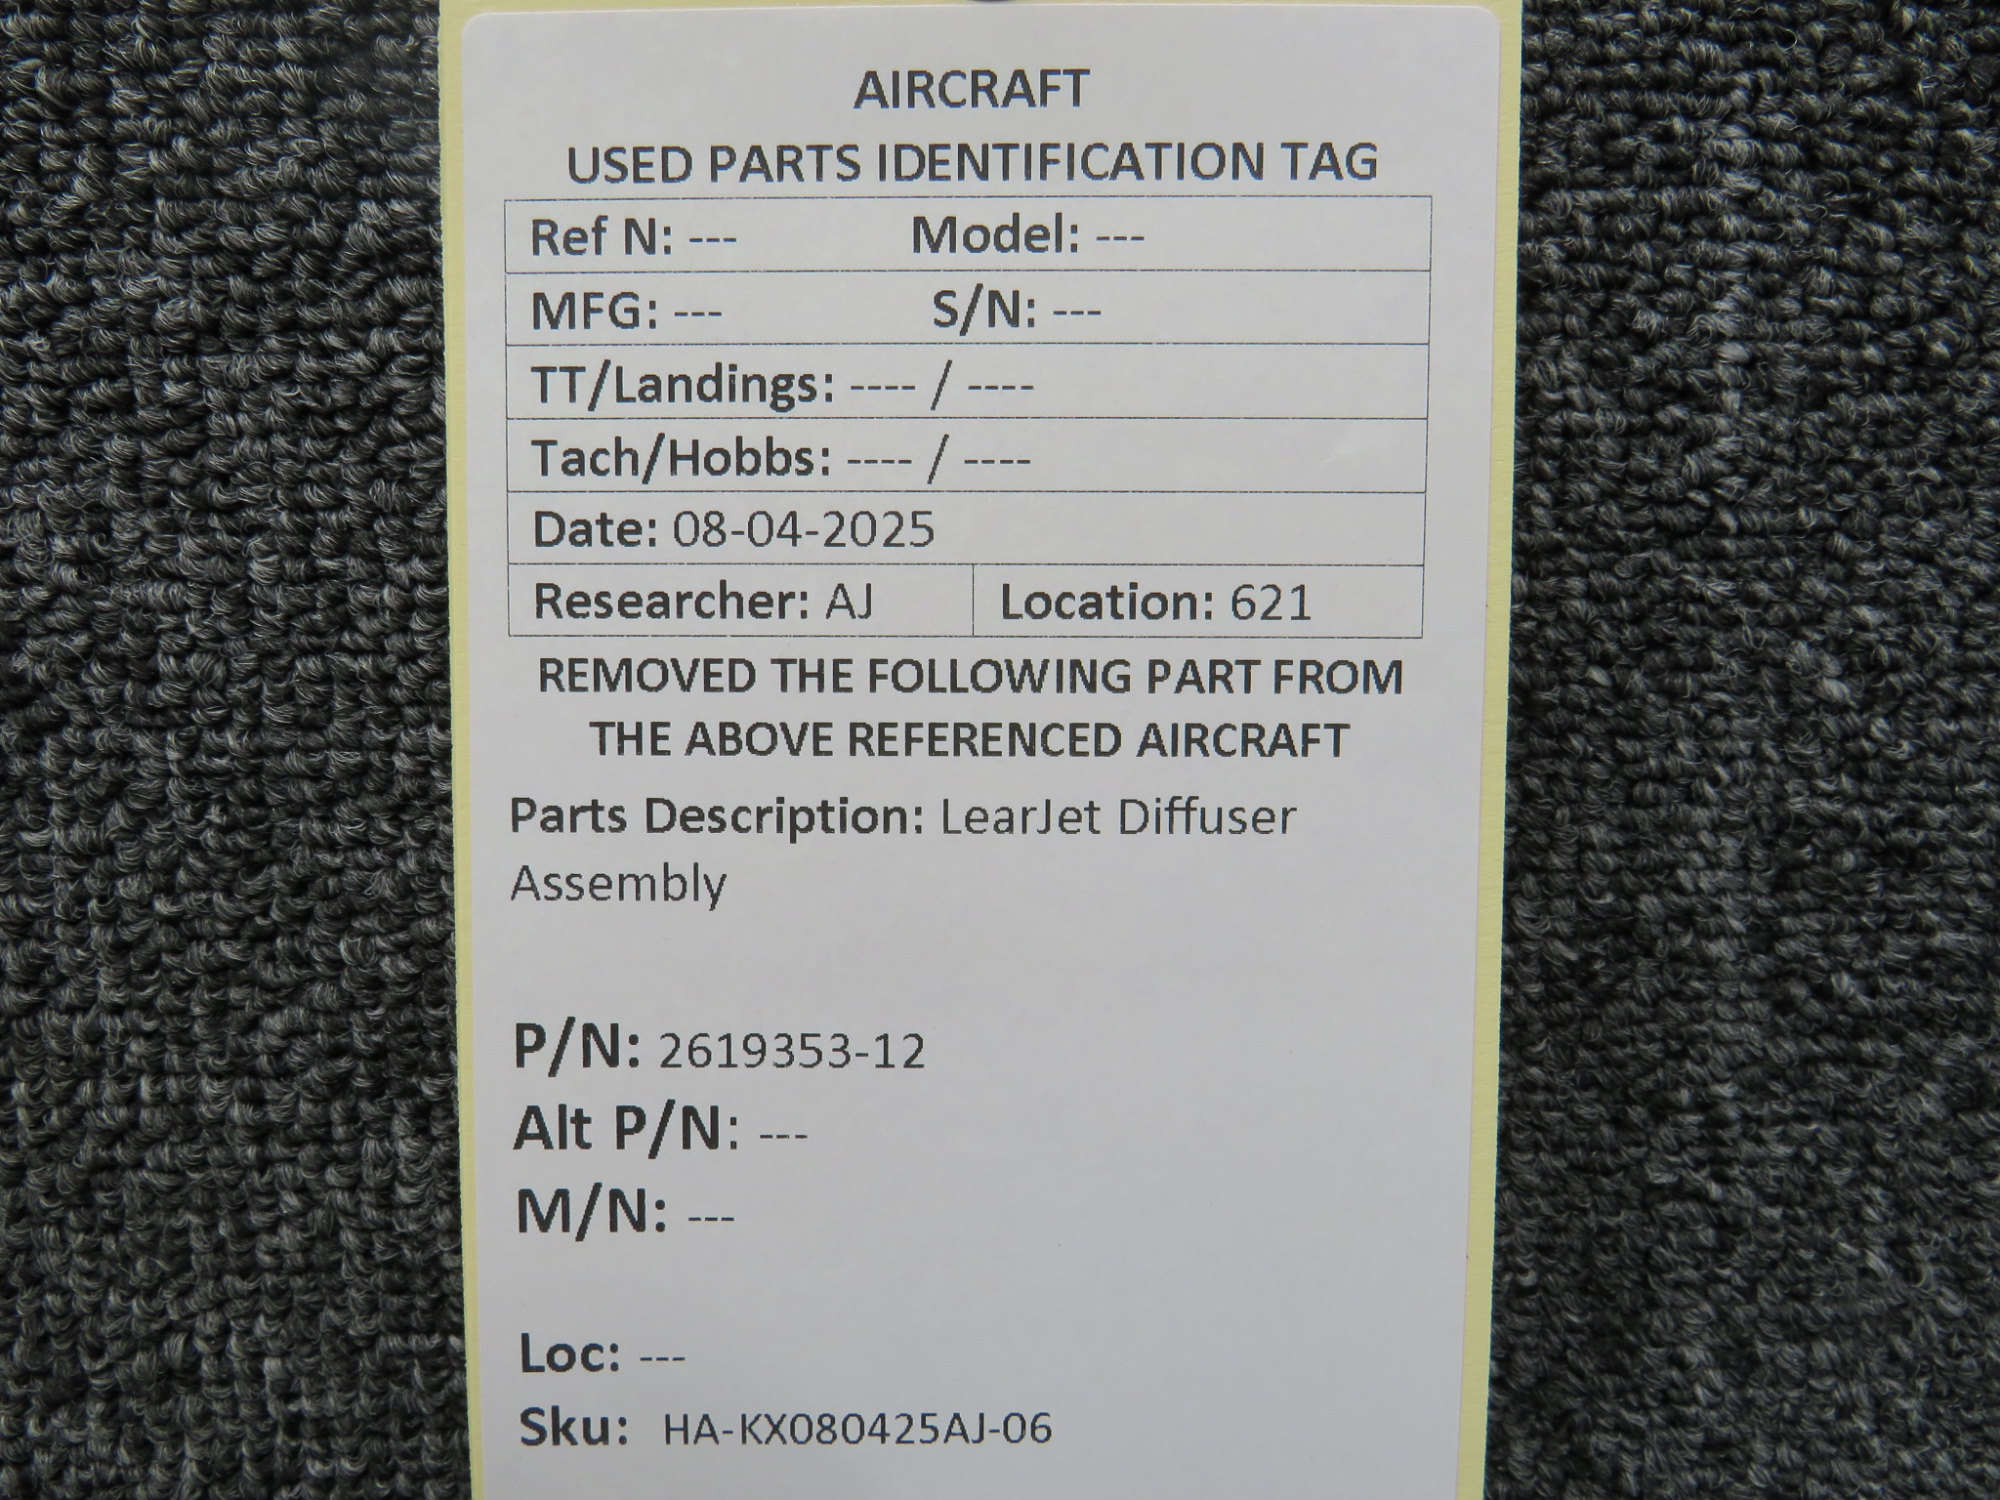 AIRCRAFT
USED PARTS IDENTIFICATION TAG
Ref N: --- Model: ---
MFG: --- S/N: ---
TT/Landings: ---- / ----
Tach/Hobbs: ---- / ----
Date: 08-04-2025
Researcher: AJ Location: 621
REMOVED THE FOLLOWING PART FROM
THE ABOVE REFERENCED AIRCRAFT
Parts Description: LearJet Diffuser
Assembly
P/N: 2619353-12
Alt P/N: ---
M/N: ---
Loc: ---
Sku: HA-KX080425AJ-06